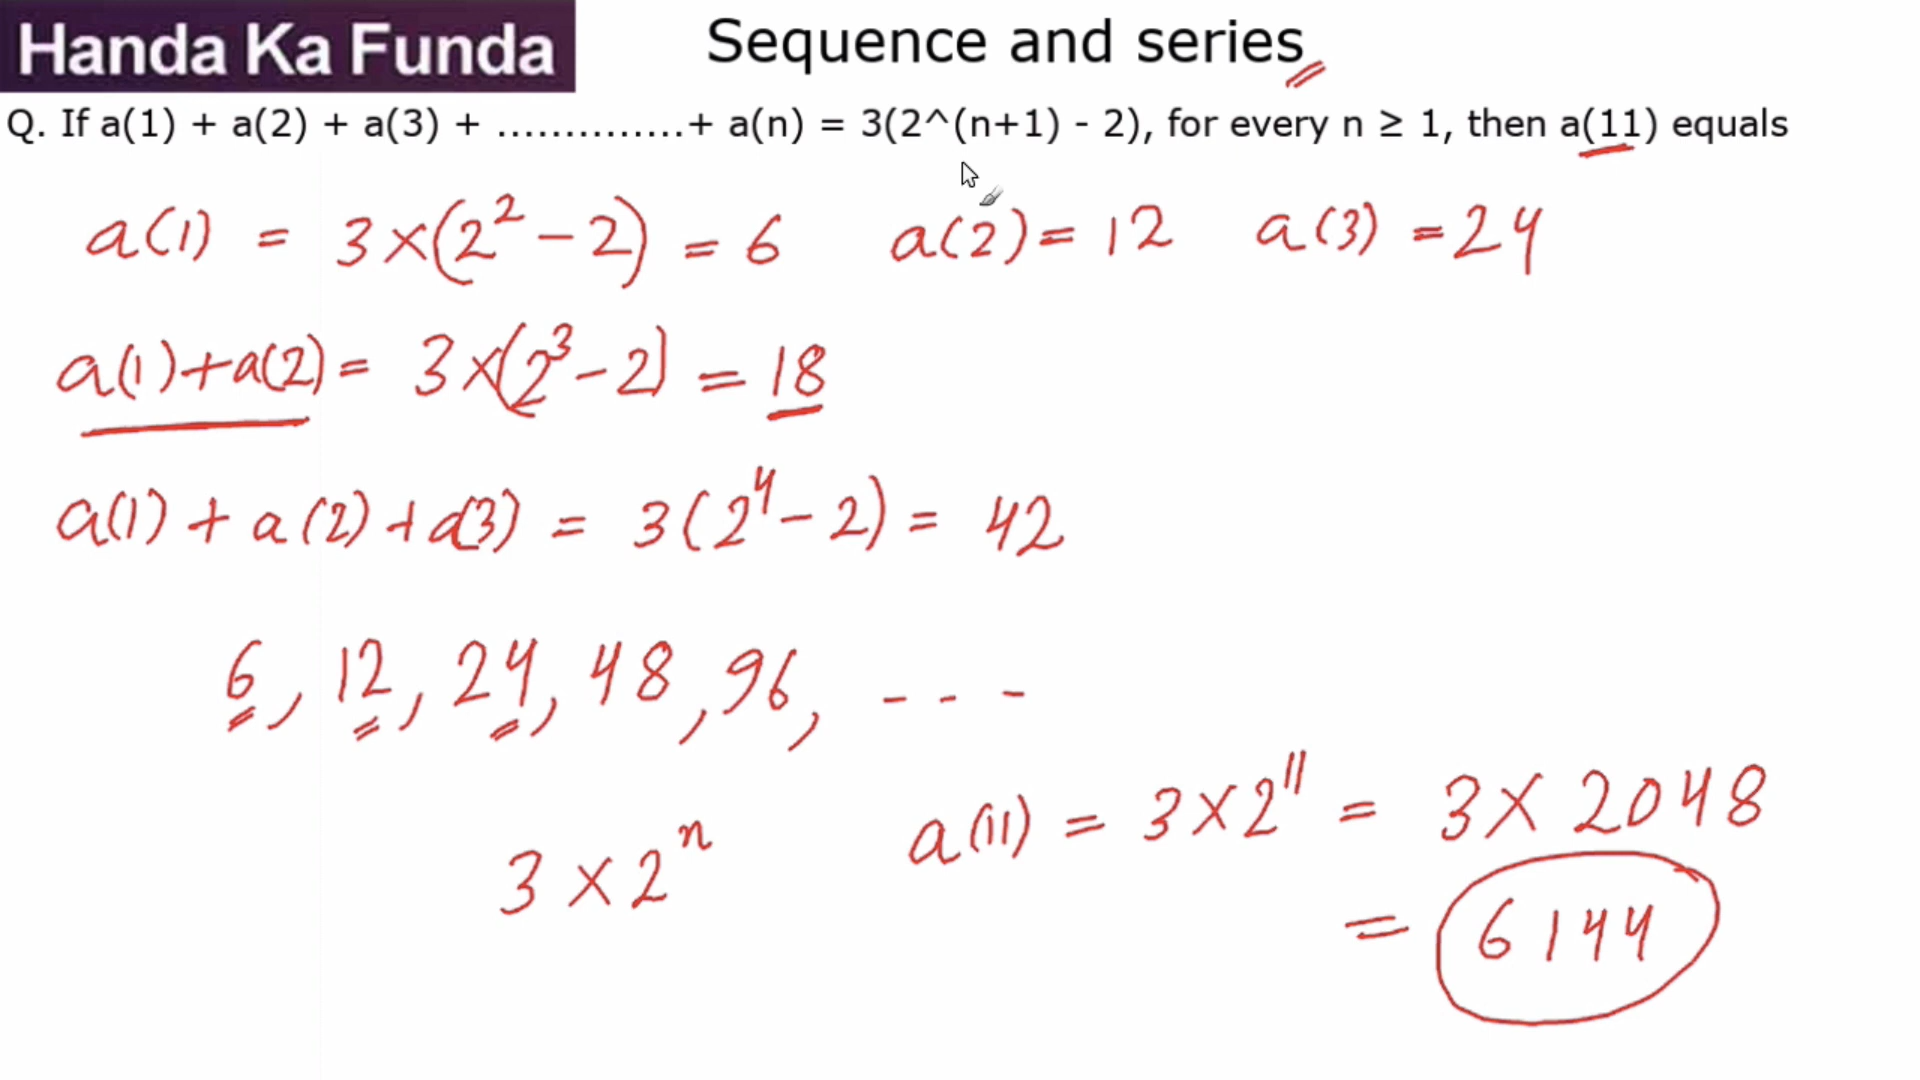 Handa Ka Funda
Sequence and series
Q. If a(1) + a(2) + a(3) + ..............+ a(n) = 3(2^(n+1) - 2), for every n ≥ 1, then a(11) equals
a(1) = 3×(2² - 2) = 6 a(2) = 12 a(3) = 24
a(1)+a(2) = 3×(2³ - 2) = 18
a(1) + a(2) + a(3) = 3(2⁴ - 2) = 42
6, 12, 24, 48, 96, - - -
3 × 2ⁿ
a(11) = 3×2¹¹ = 3× 2048
= 6144